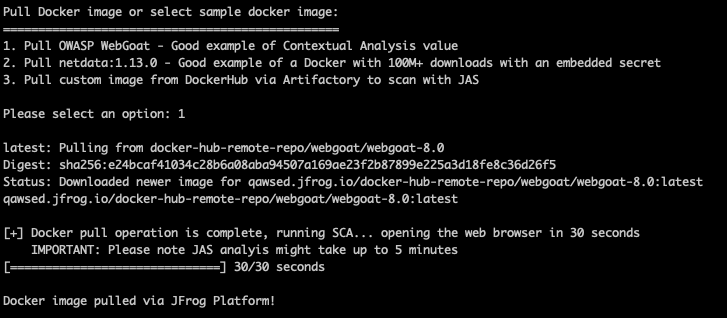 Pull Docker image or select sample docker image:
================================================
1. Pull OWASP WebGoat - Good example of Contextual Analysis value
2. Pull netdata:1.13.0 - Good example of a Docker with 100M+ downloads with an embedded secret
3. Pull custom image from DockerHub via Artifactory to scan with JAS
Please select an option: 1
latest: Pulling from docker-hub-remote-repo/webgoat/webgoat-8.0
Digest: sha256:e24bcaf41034c28b6a08aba94507a169ae23f2b87899e225a3d18fe8c36d26f5
Status: Downloaded newer image for qawsed.jfrog.io/docker-hub-remote-repo/webgoat/webgoat-8.0:latest
qawsed.jfrog.io/docker-hub-remote-repo/webgoat/webgoat-8.0:latest
[+] Docker pull operation is complete, running SCA... opening the web browser in 30 seconds
    IMPORTANT: Please note JAS analyis might take up to 5 minutes
[==============================] 30/30 seconds
Docker image pulled via JFrog Platform!